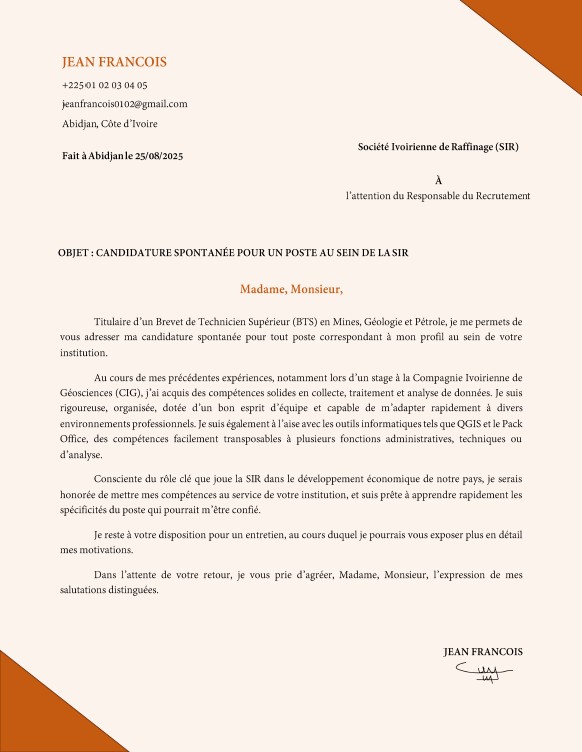 JEAN FRANCOIS
+225 01 02 03 04 05
jeanfrancois0102@gmail.com
Abidjan, Côte d’Ivoire
Fait à Abidjan le 25/08/2025
Société Ivoirienne de Raffinage (SIR)
À
l’attention du Responsable du Recrutement
OBJET : CANDIDATURE SPONTANÉE POUR UN POSTE AU SEIN DE LA SIR
Madame, Monsieur,
Titulaire d’un Brevet de Technicien Supérieur (BTS) en Mines, Géologie et Pétrole, je me permets de
vous adresser ma candidature spontanée pour tout poste correspondant à mon profil au sein de votre
institution.
Au cours de mes précédentes expériences, notamment lors d’un stage à la Compagnie Ivoirienne de
Géosciences (CIG), j’ai acquis des compétences solides en collecte, traitement et analyse de données. Je suis
rigoureuse, organisée, dotée d’un bon esprit d’équipe et capable de m’adapter rapidement à divers
environnements professionnels. Je suis également à l’aise avec les outils informatiques tels que QGIS et le Pack
Office, des compétences facilement transposables à plusieurs fonctions administratives, techniques ou
d’analyse.
Consciente du rôle clé que joue la SIR dans le développement économique de notre pays, je serais
honorée de mettre mes compétences au service de votre institution, et suis prête à apprendre rapidement les
spécificités du poste qui pourrait m’être confié.
Je reste à votre disposition pour un entretien, au cours duquel je pourrais vous exposer plus en détail
mes motivations.
Dans l’attente de votre retour, je vous prie d’agréer, Madame, Monsieur, l’expression de mes
salutations distinguées.
JEAN FRANCOIS